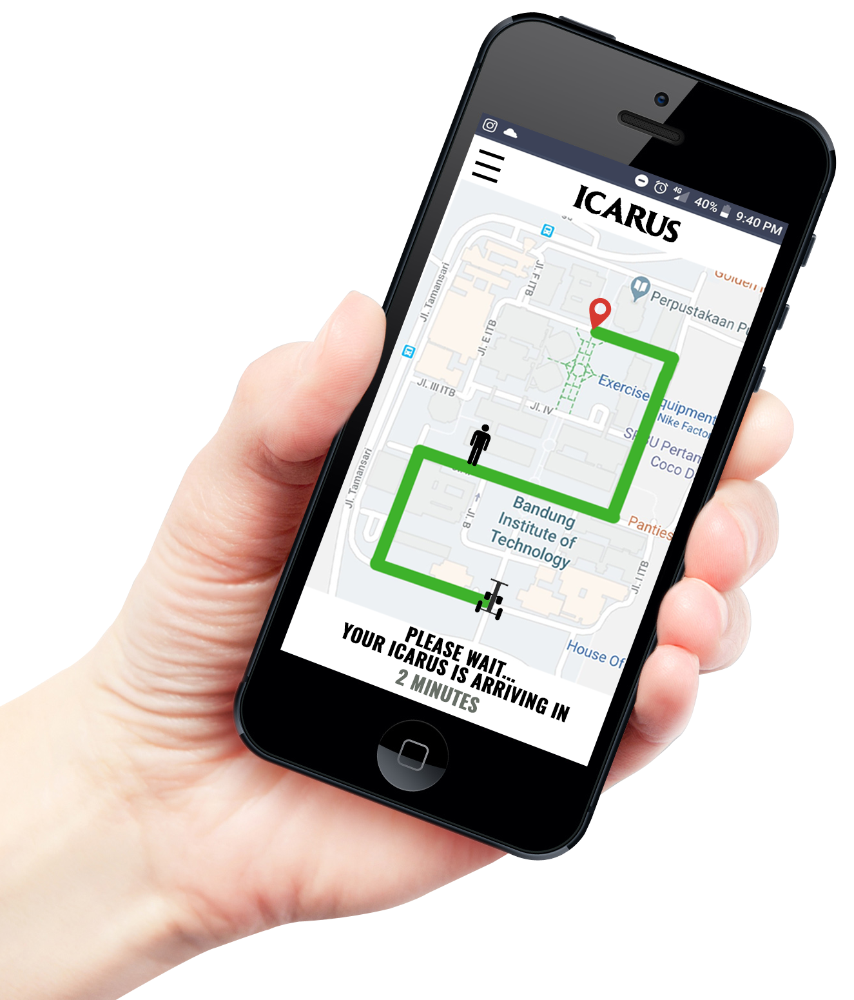 4G 40% 9:40 PM
ICARUS
Jl. Tamansari
Jl. F ITB
Perpustakaan Pu
Jl. E ITB
Exercise Equipment
Nike Factor
Jl. III ITB
Jl. IV
SPBU Pertam
Coco D
Jl. Tamansari
Jl. B
Bandung
Institute of
Technology
Panties
Jl. I ITB
House Of
PLEASE WAIT...
YOUR ICARUS IS ARRIVING IN
2 MINUTES